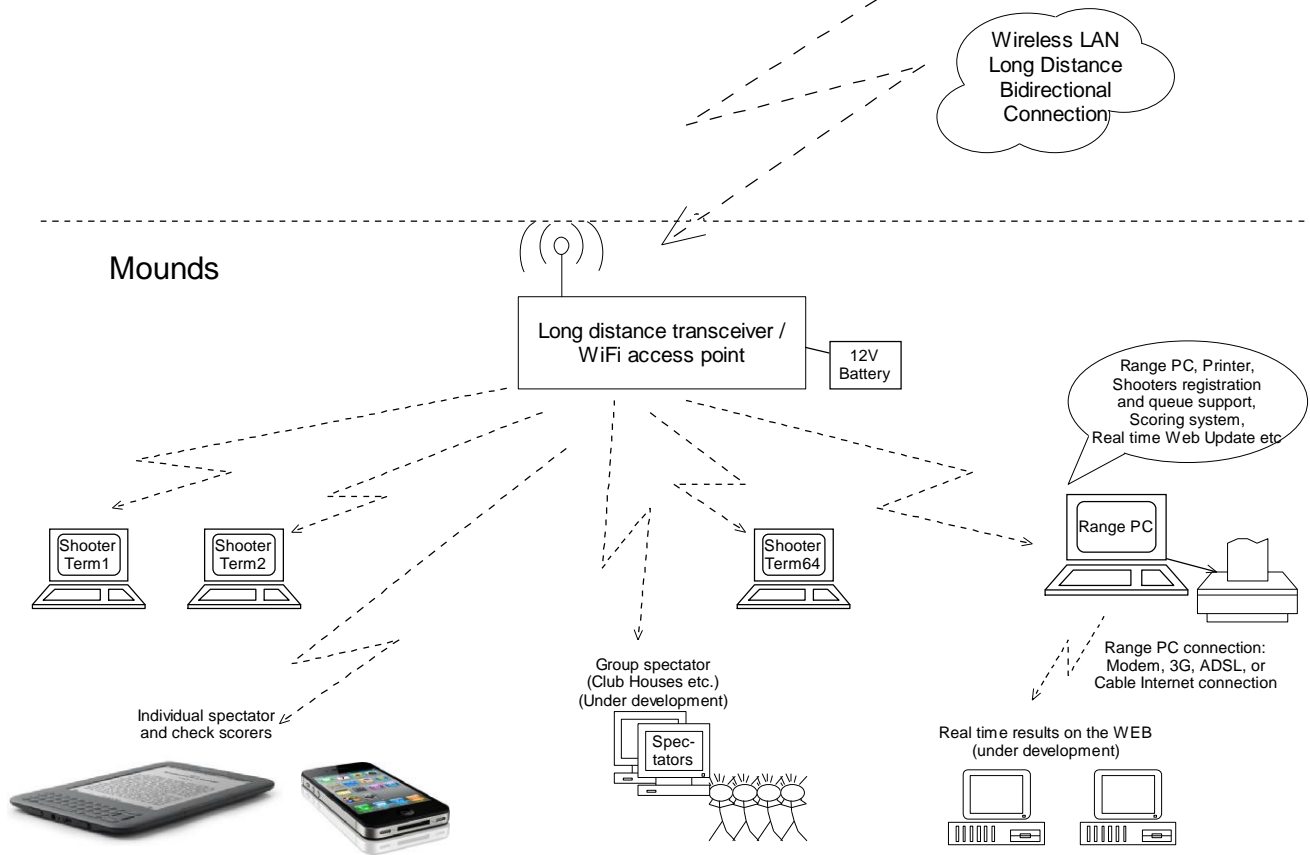 Wireless LAN
Long Distance
Bidirectional
Connection
Mounds
Long distance transceiver /
WiFi access point
12V
Battery
Range PC, Printer,
Shooters registration
and queue support,
Scoring system,
Real time Web Update etc
Shooter
Term1
Shooter
Term2
Shooter
Term64
Range PC
Range PC connection:
Modem, 3G, ADSL, or
Cable Internet connection
Group spectator
(Club Houses etc.)
(Under development)
Spec-
tators
Individual spectator
and check scorers
Real time results on the WEB
(under development)